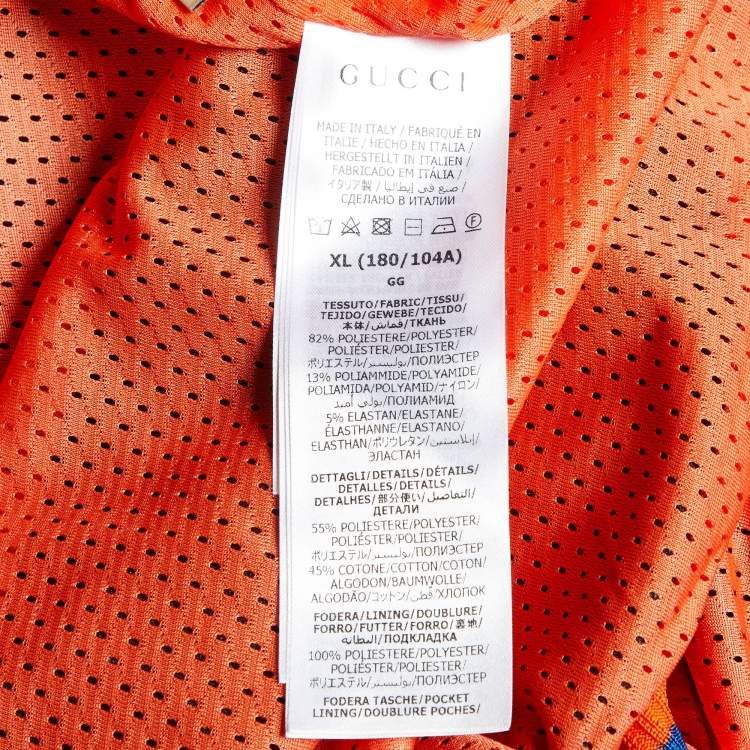 GUCCI
MADE IN ITALY / FABRIQUÉ EN
ITALIE / HECHO EN ITALIA /
HERGESTELLT IN ITALIEN /
FABRICADO EM ITÁLIA /
イタリア製 / صنع في إيطاليا /
СДЕЛАНО В ИТАЛИИ
XL (180/104A)
GG
TESSUTO/FABRIC/TISSU/
TEJIDO/GEWEBE/TECIDO/
本体/قماش/ТКАНЬ
82% POLIESTERE/POLYESTER/
POLIÉSTER/POLIESTER/
ポリエステル/بوليستير/ПОЛИЭСТЕР
13% POLIAMMIDE/POLYAMIDE/
POLIAMIDA/POLYAMID/ナイロン/
بولي أميد/ПОЛИАМИД
5% ELASTAN/ELASTANE/
ÉLASTHANNE/ELASTANO/
ELASTHAN/ポリウレタン/إيلاستين/
ЭЛАСТАН
DETTAGLI/DETAILS/DÉTAILS/
DETALLES/DETAILS/
DETALHES/部分使い/التفاصيل/
ДЕТАЛИ
55% POLIESTERE/POLYESTER/
POLIÉSTER/POLIESTER/
ポリエステル/بوليستير/ПОЛИЭСТЕР
45% COTONE/COTTON/COTON/
ALGODON/BAUMWOLLE/
ALGODÃO/コットン/قطن/ХЛОПОК
FODERA/LINING/DOUBLURE/
FORRO/FUTTER/FORRO/裏地/
البطانة/ПОДКЛАДКА
100% POLIESTERE/POLYESTER/
POLIÉSTER/POLIESTER/
ポリエステル/بوليستير/ПОЛИЭСТЕР
FODERA TASCHE/POCKET
LINING/DOUBLURE POCHES/